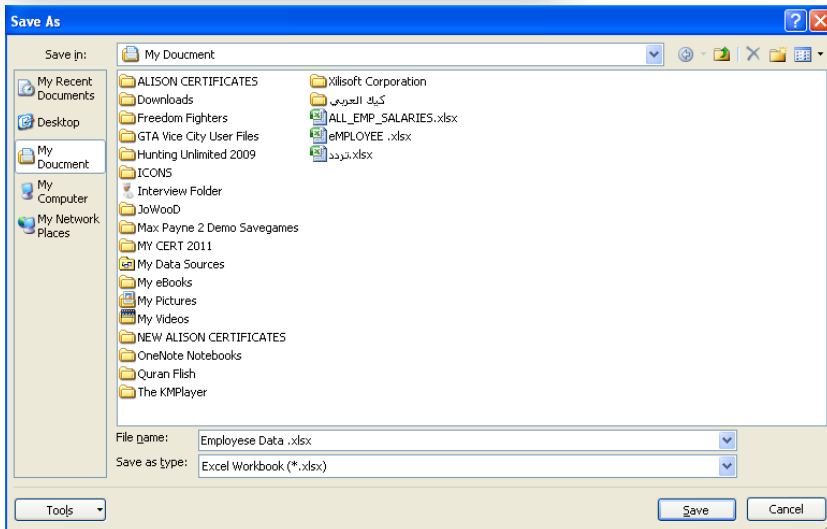 Save As
Save in:
My Doucment
My Recent
Documents
Desktop
My
Doucment
My
Computer
My Network
Places
ALISON CERTIFICATES
Downloads
Freedom Fighters
GTA Vice City User Files
Hunting Unlimited 2009
ICONS
Interview Folder
JoWooD
Max Payne 2 Demo Savegames
MY CERT 2011
My Data Sources
My eBooks
My Pictures
My Videos
NEW ALISON CERTIFICATES
OneNote Notebooks
Quran Flish
The KMPlayer
Xilisoft Corporation
كيك العربي
ALL_EMP_SALARIES.xlsx
eMPLOYEE .xlsx
تردد.xlsx
File name:
Employese Data .xlsx
Save as type:
Excel Workbook (*.xlsx)
Tools
Save
Cancel